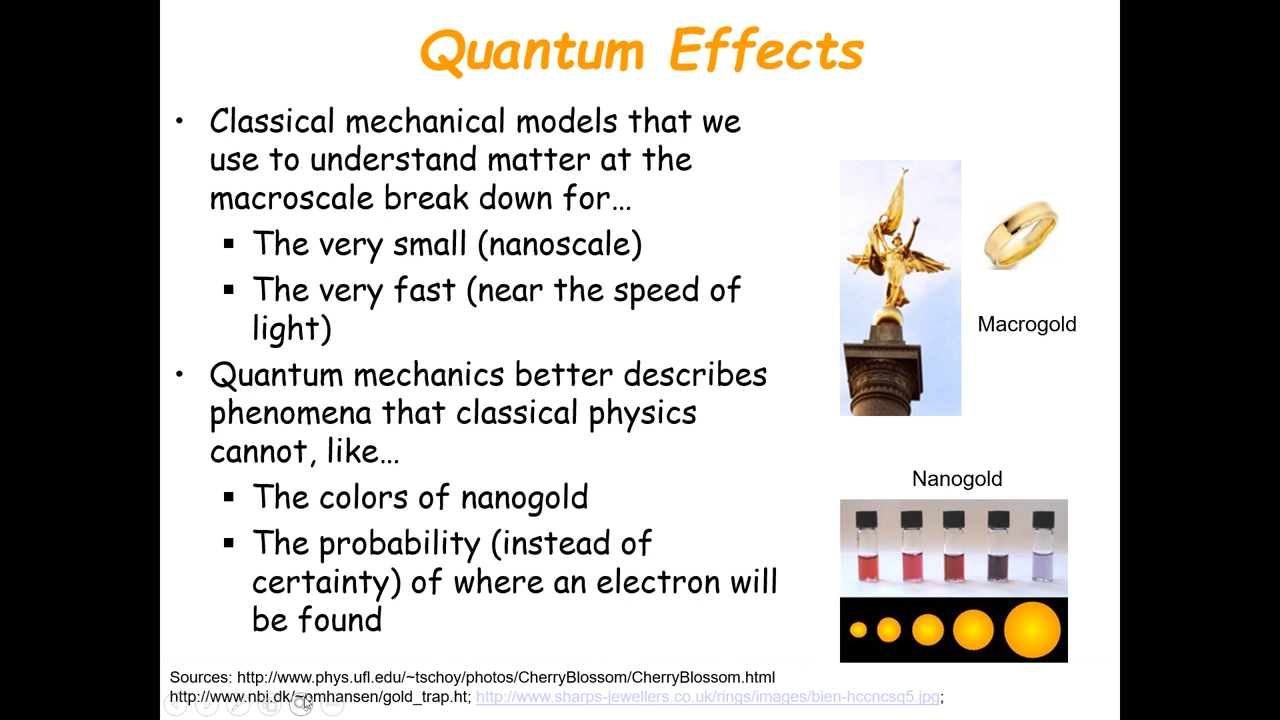 Quantum Effects
• Classical mechanical models that we
use to understand matter at the
macroscale break down for…
▪ The very small (nanoscale)
▪ The very fast (near the speed of
light)
• Quantum mechanics better describes
phenomena that classical physics
cannot, like…
▪ The colors of nanogold
▪ The probability (instead of
certainty) of where an electron will
be found
Macrogold
Nanogold
Sources: http://www.phys.ufl.edu/~tschoy/photos/CherryBlossom/CherryBlossom.html
http://www.nbi.dk/~pmhansen/gold_trap.ht; http://www.sharps-jewellers.co.uk/rings/images/bien-hccncsq5.jpg;